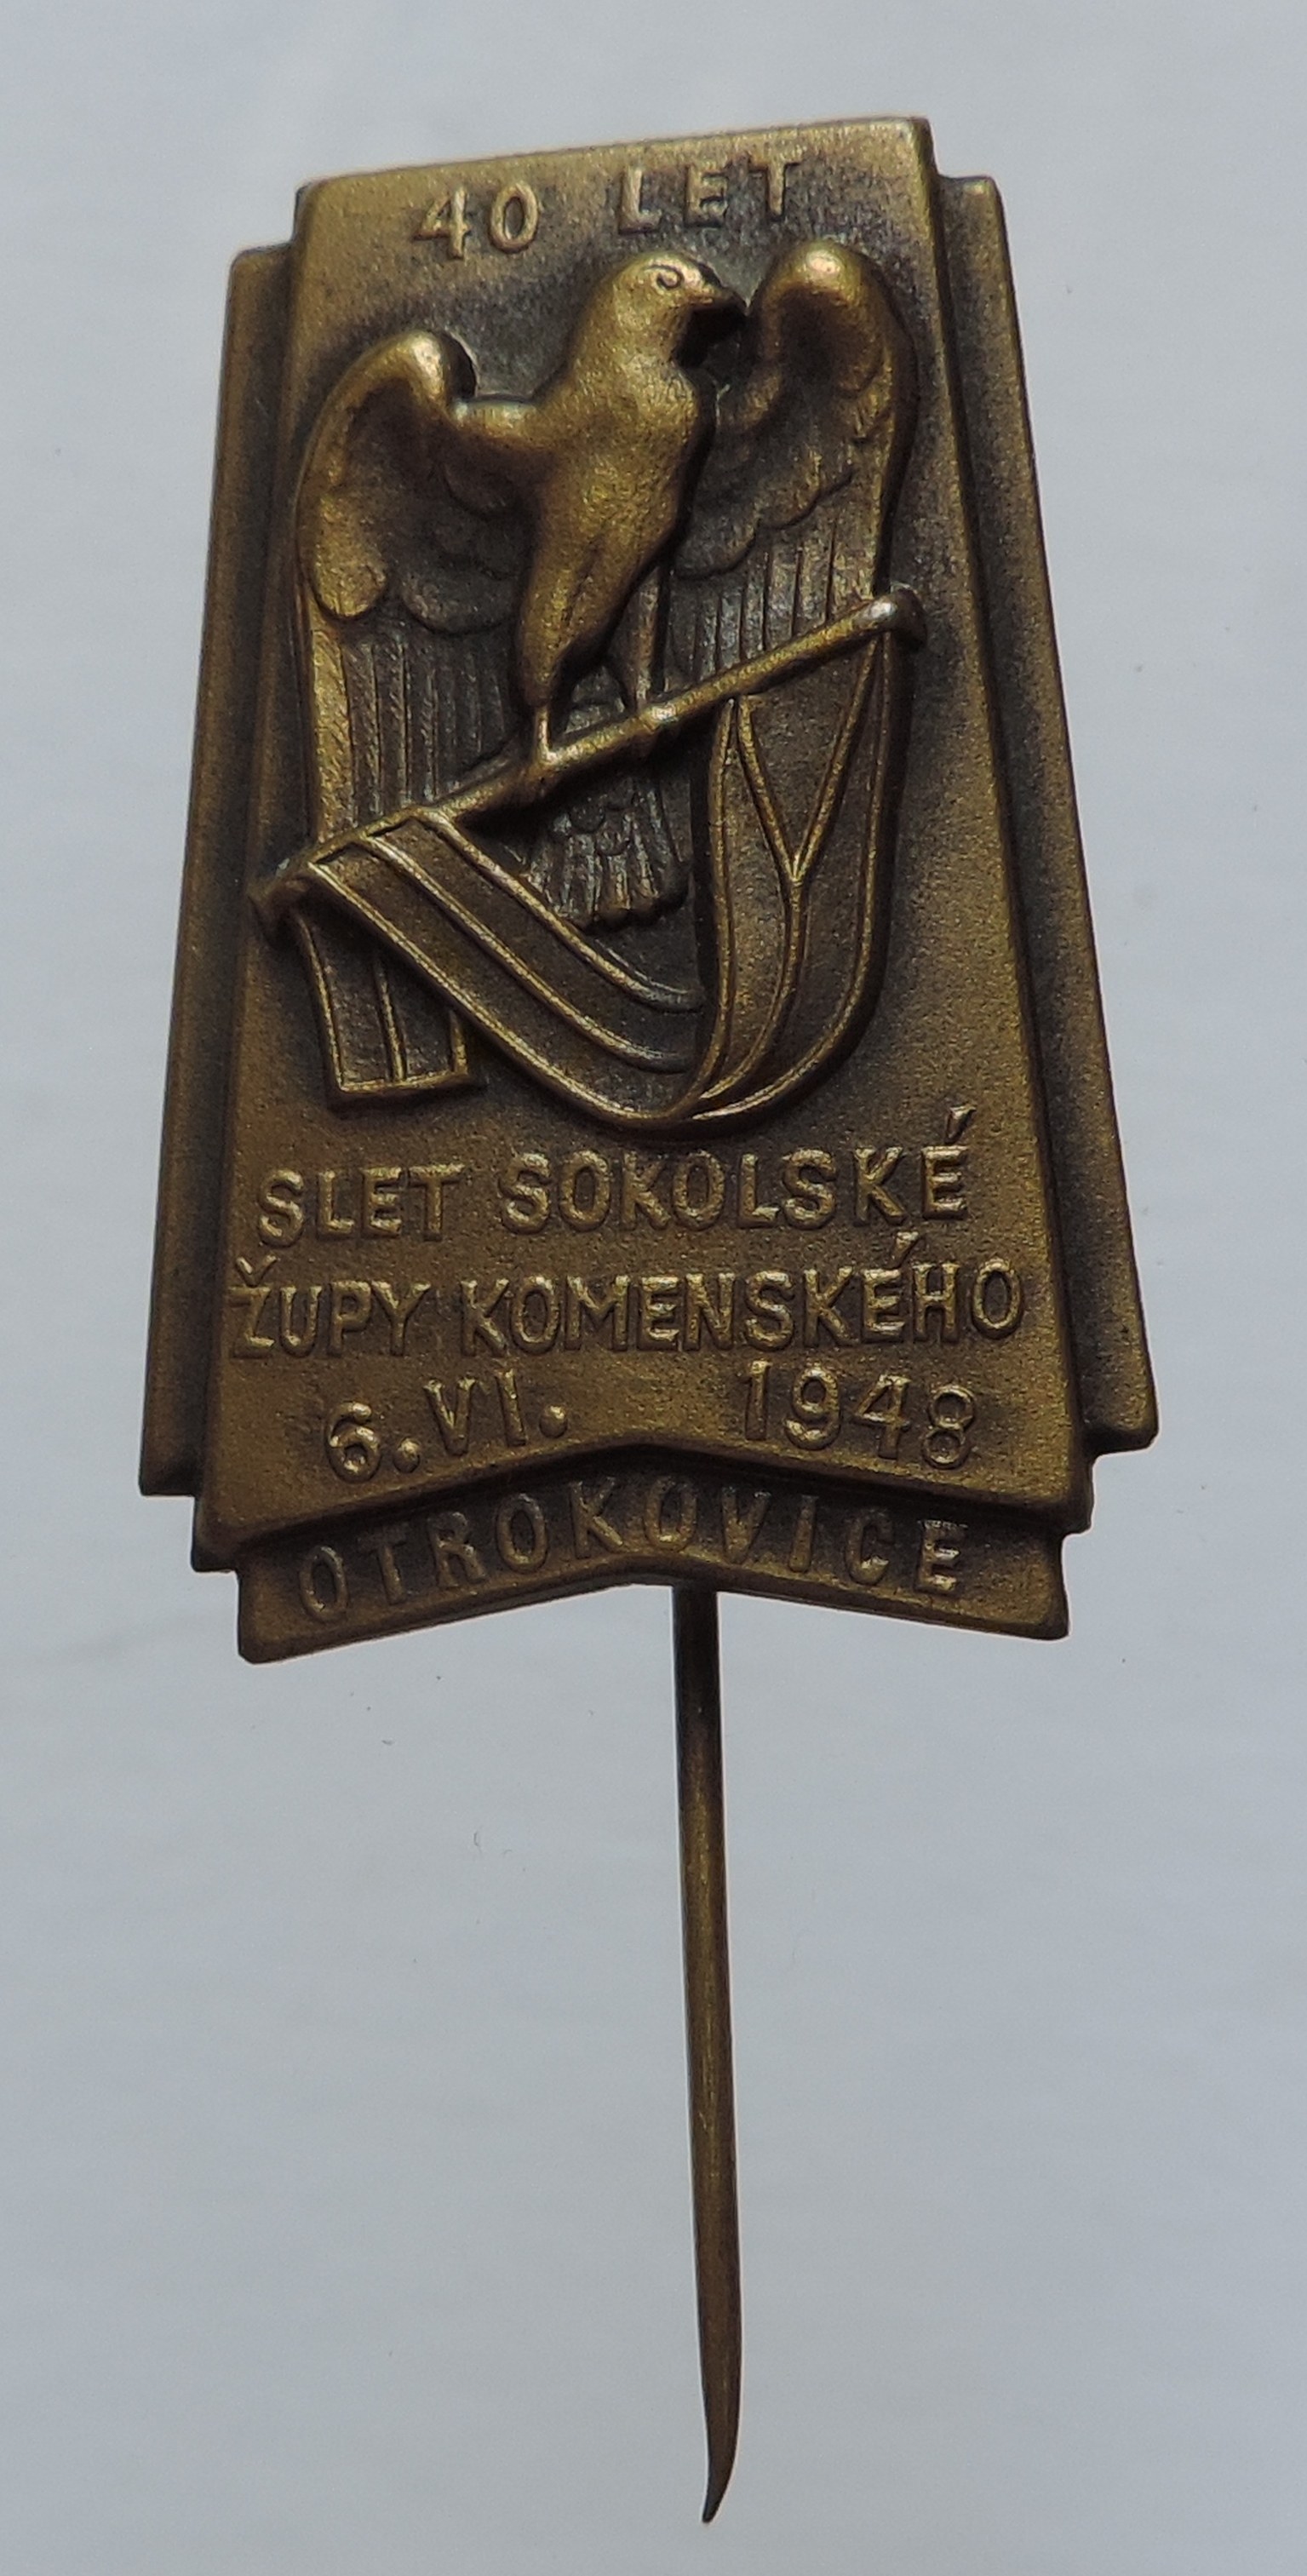 40 LET
SLET SOKOLSKÉ
ŽUPY KOMENSKÉHO
6.VI. 1948
OTROKOVICE